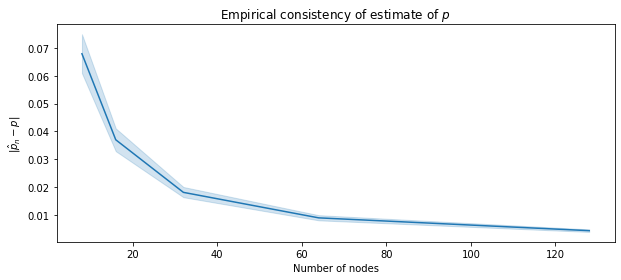 Empirical consistency of estimate of p
|p̂ₙ − p|
0.07
0.06
0.05
0.04
0.03
0.02
0.01
20 40 60 80 100 120
Number of nodes